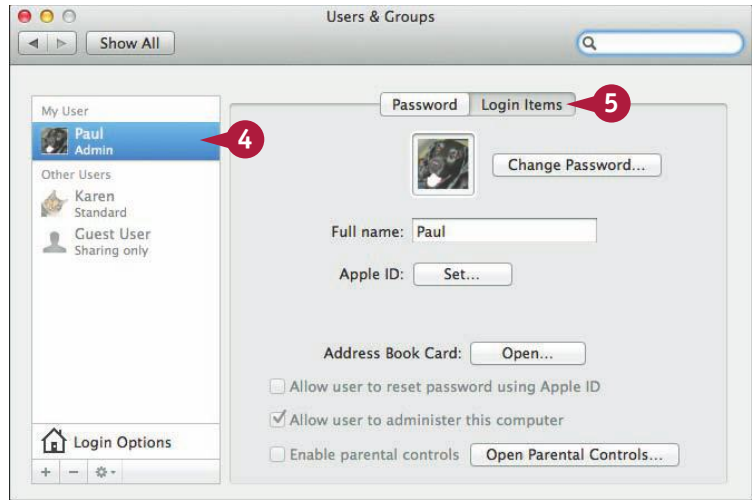 Users & Groups
Show All
My User
Paul
Admin
4
Other Users
Karen
Standard
Guest User
Sharing only
Login Options
Password
Login Items
5
Change Password...
Full name: Paul
Apple ID: Set...
Address Book Card: Open...
Allow user to reset password using Apple ID
Allow user to administer this computer
Enable parental controls Open Parental Controls...